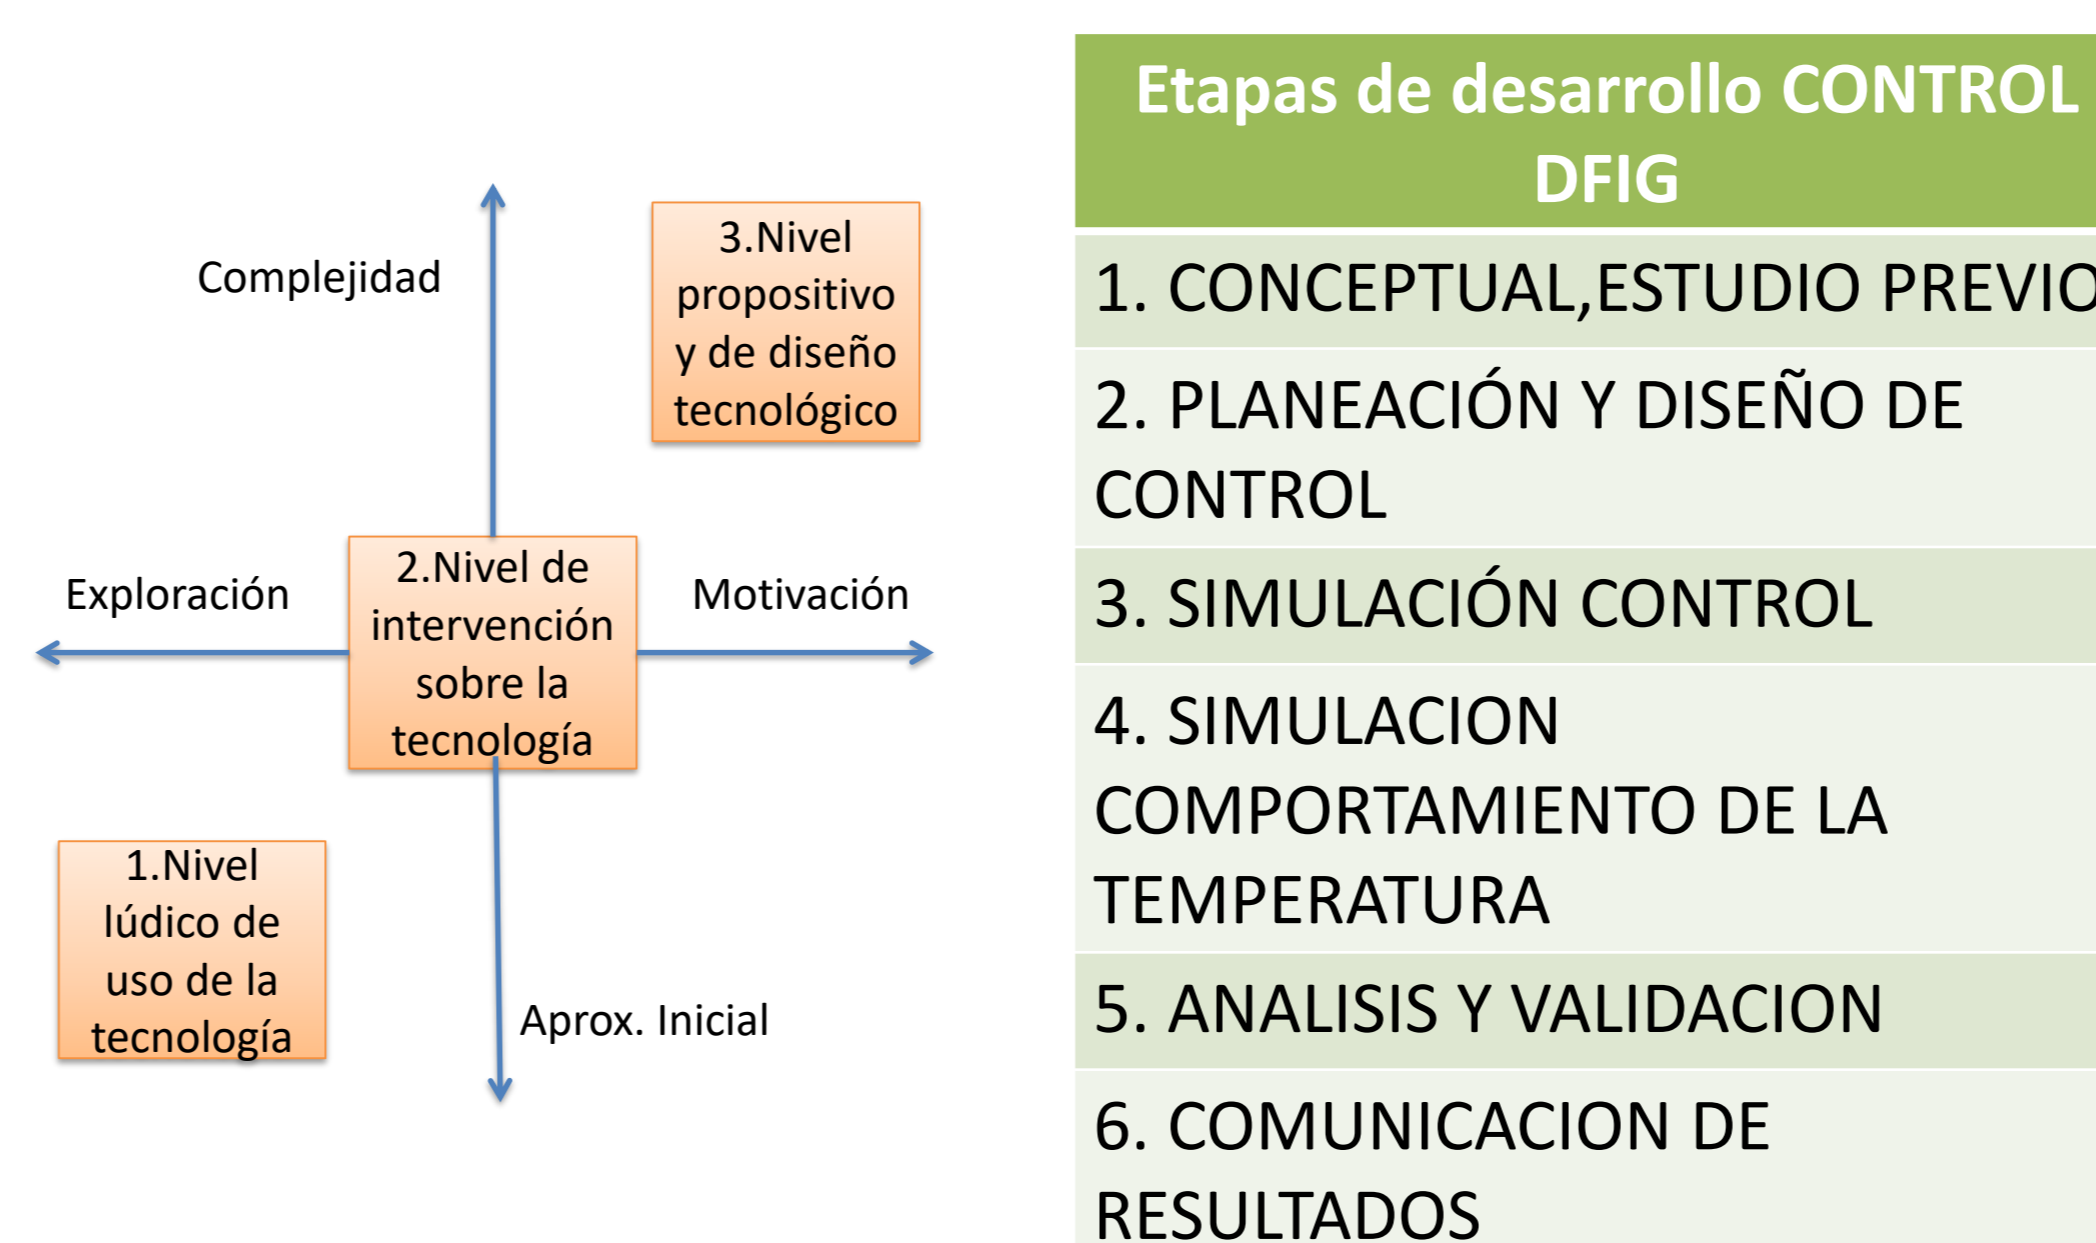 Complejidad
3.Nivel
propositivo
y de diseño
tecnológico
Exploración
2.Nivel de
intervención
sobre la
tecnología
Motivación
1.Nivel
lúdico de
uso de la
tecnología
Aprox. Inicial
Etapas de desarrollo CONTROL
DFIG
1. CONCEPTUAL,ESTUDIO PREVIO
2. PLANEACIÓN Y DISEÑO DE
CONTROL
3. SIMULACIÓN CONTROL
4. SIMULACION
COMPORTAMIENTO DE LA
TEMPERATURA
5. ANALISIS Y VALIDACION
6. COMUNICACION DE
RESULTADOS